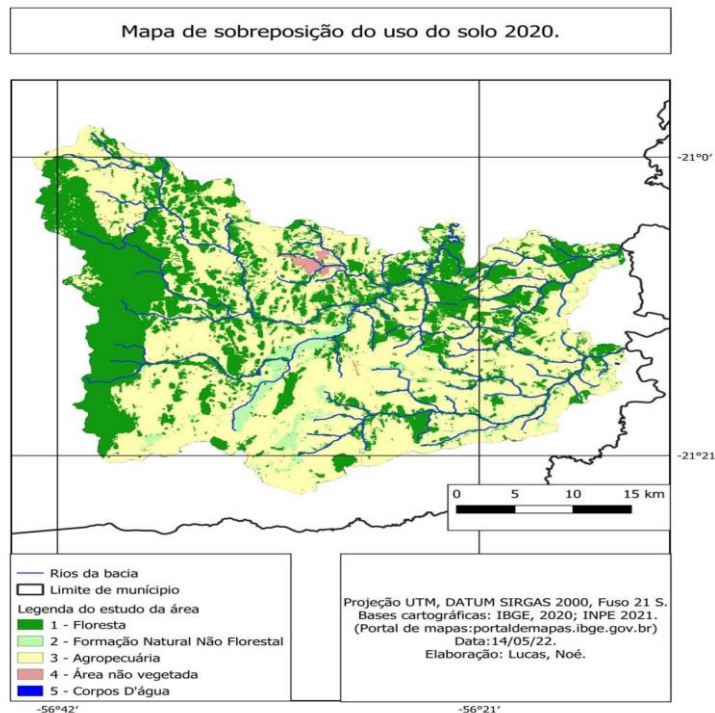 Mapa de sobreposição do uso do solo 2020.
-21°0'
-21°21
0 5 10 15 km
Rios da bacia
Limite de munícipio
Legenda do estudo da área
1 - Floresta
2 - Formação Natural Não Florestal
3 - Agropecuária
4 - Área não vegetada
5 - Corpos D'água
Projeção UTM, DATUM SIRGAS 2000, Fuso 21 S.
Bases cartográficas: IBGE, 2020; INPE 2021.
(Portal de mapas:portaldemapas.ibge.gov.br)
Data:14/05/22.
Elaboração: Lucas, Noé.
-56°42'
-56°21'